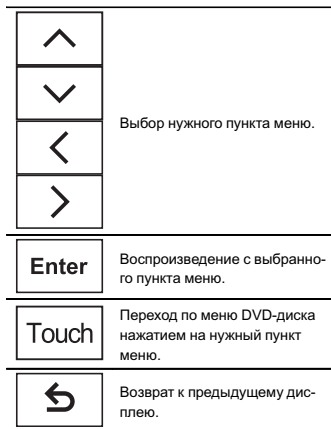 Выбор нужного пункта меню.
Enter
Воспроизведение с выбранно-
го пункта меню.
Touch
Переход по меню DVD-диска
нажатием на нужный пункт
меню.
Возврат к предыдущему дис-
плею.